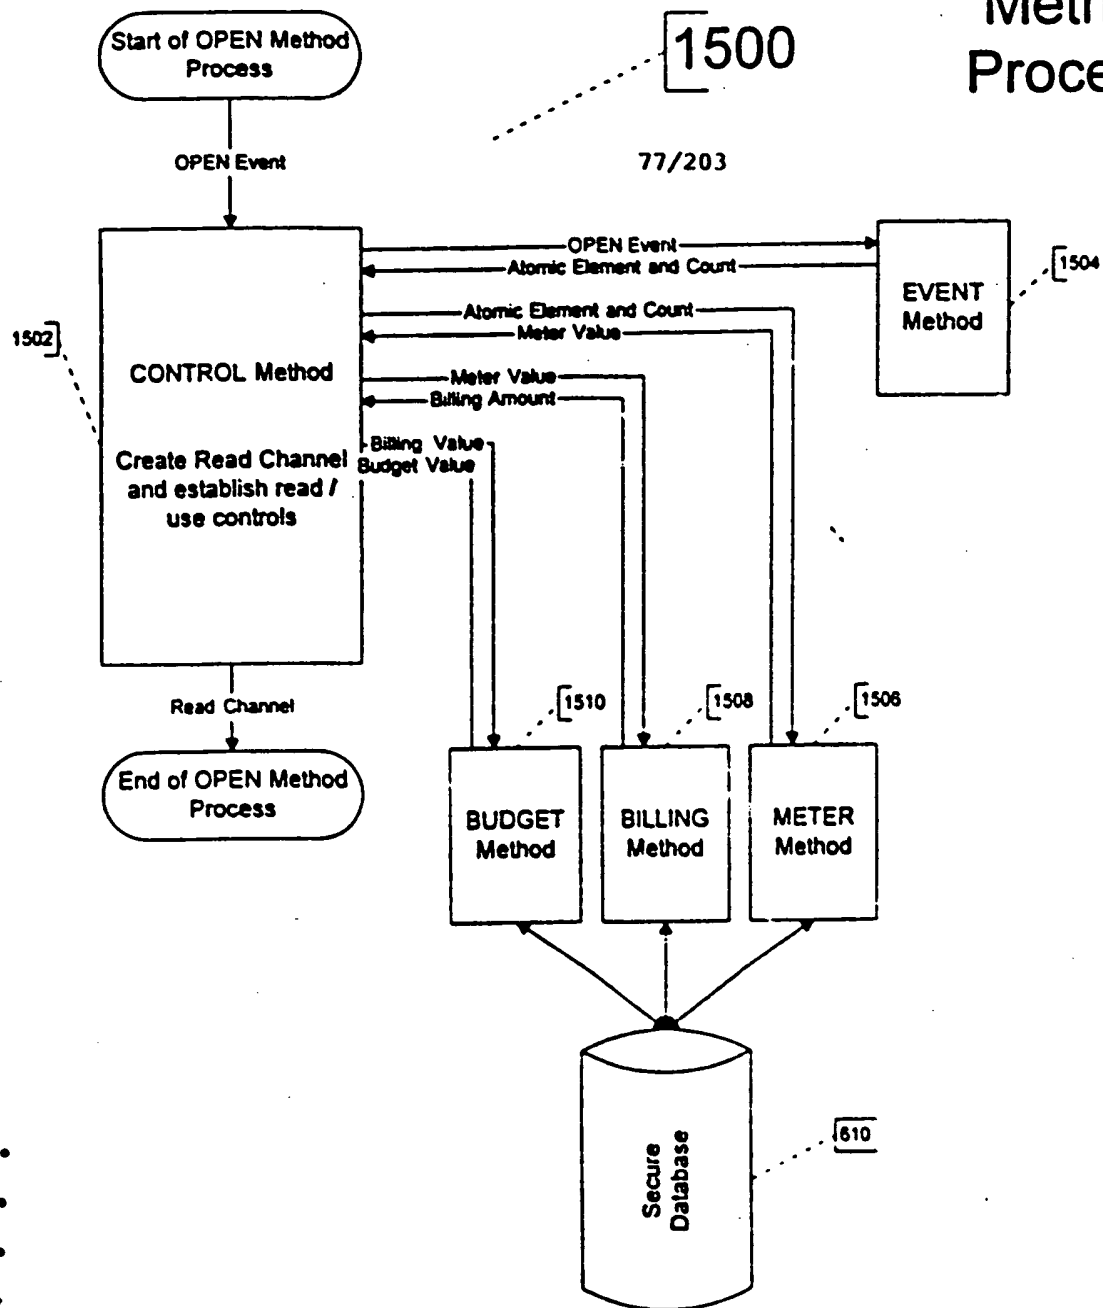 Start of OPEN Method
Process
1500
77/203
OPEN Event
OPEN Event
Atomic Element and Count
EVENT
Method
1504
Atomic Element and Count
Meter Value
1502
CONTROL Method
Meter Value
Billing Amount
Billing Value
Budget Value
Create Read Channel
and establish read /
use controls
Read Channel
1510
1508
1506
End of OPEN Method
Process
BUDGET
Method
BILLING
Method
METER
Method
Secure
Database
610